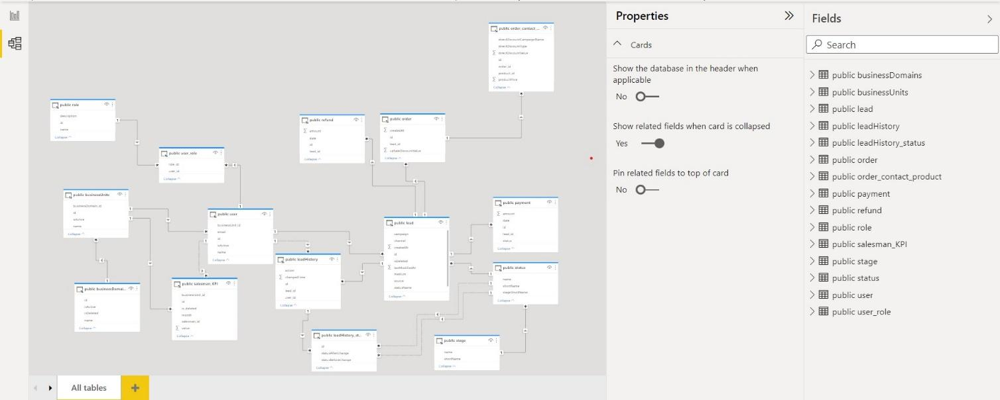 public order_contact_...
directDiscountCampaignName
directDiscountType
directDiscountValue
id
order_id
product_id
productPrice
Collapse
public role
description
id
name
Collapse
public refund
amount
date
id
lead_id
Collapse
public order
createdAt
id
lead_id
upSaleDiscountValue
Collapse
public user_role
role_id
user_id
Collapse
public businessUnits
businessDomain_id
id
isActive
name
Collapse
public user
businessUnit_id
email
id
isActive
name
Collapse
public lead
campaign
channel
createdAt
id
isDeleted
lastModifiedAt
medium
source
statusName
Collapse
public payment
amount
date
id
lead_id
status
Collapse
public leadHistory
action
changedTime
id
lead_id
user_id
Collapse
public status
name
shortName
stageShortName
Collapse
public businessDomai...
id
isActive
isDeleted
name
Collapse
public salesman_KPI
businessUnit_id
id
is_deleted
month
salesman_id
value
Collapse
public leadHistory_st...
id
statusAfterChange
statusBeforeChange
Collapse
public stage
name
shortName
Collapse
All tables
+
Properties
Cards
Show the database in the header when
applicable
No
Show related fields when card is collapsed
Yes
Pin related fields to top of card
No
Fields
Search
public businessDomains
public businessUnits
public lead
public leadHistory
public leadHistory_status
public order
public order_contact_product
public payment
public refund
public role
public salesman_KPI
public stage
public status
public user
public user_role